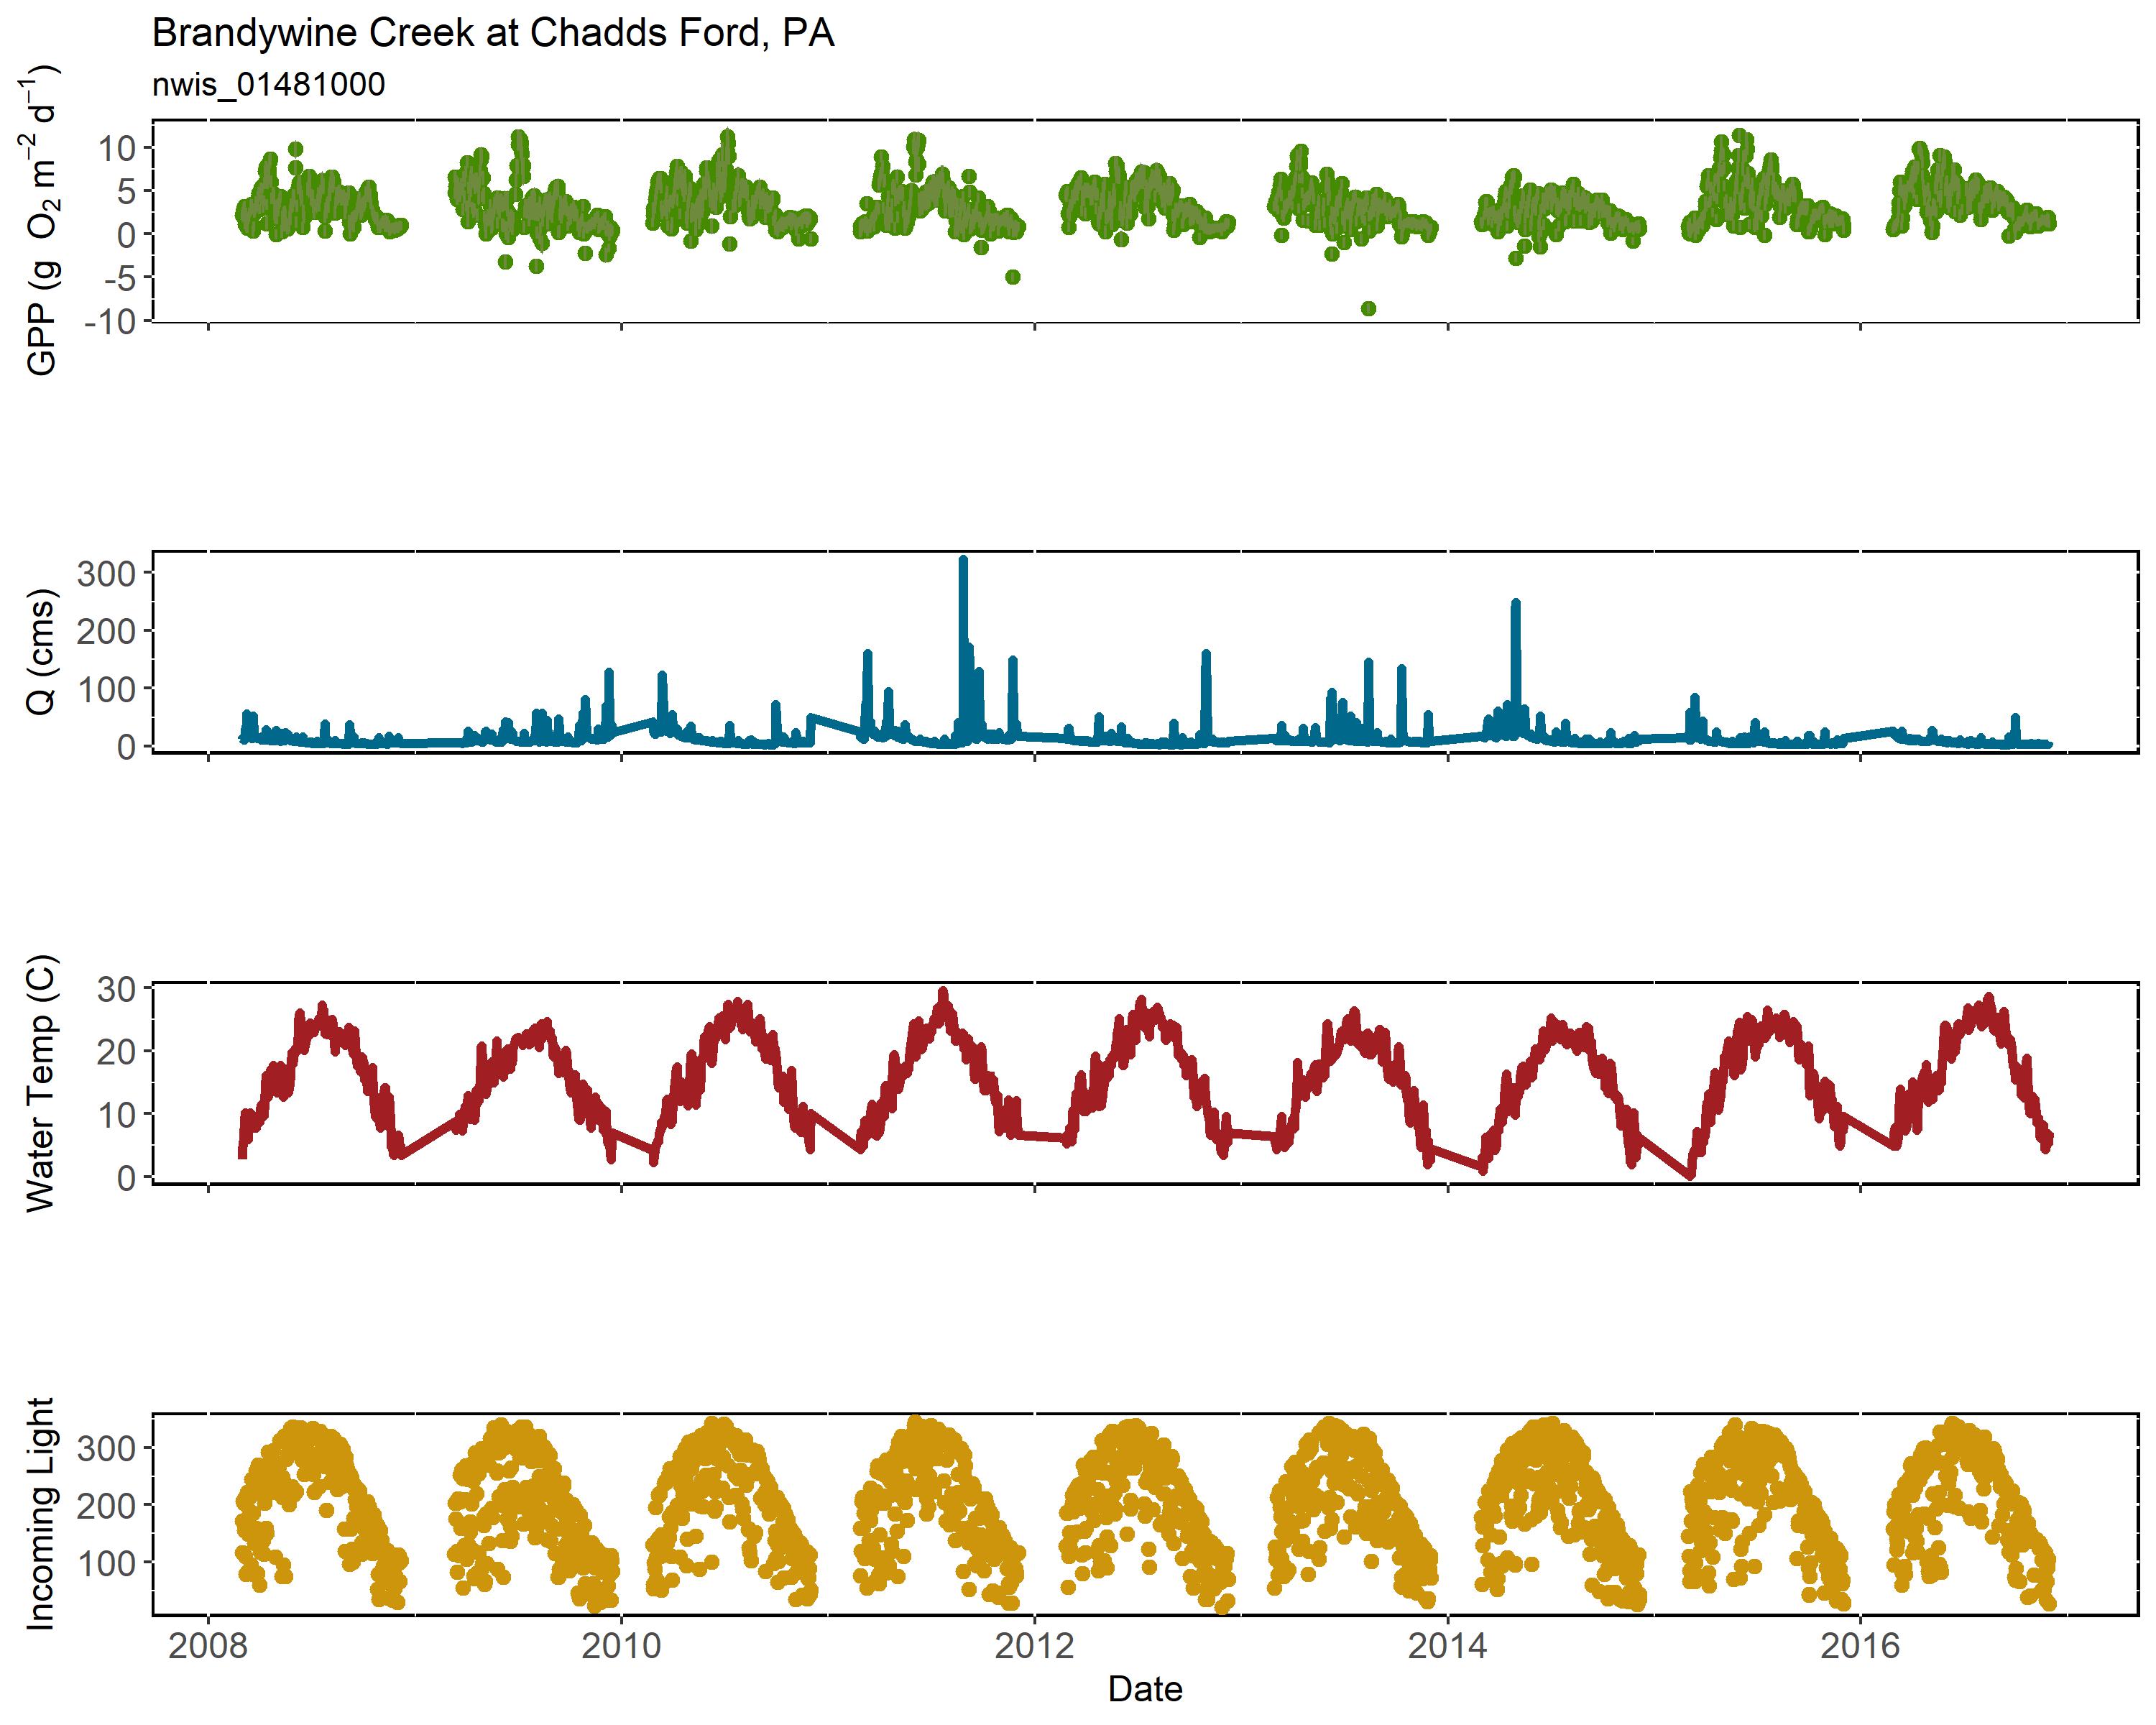 Brandywine Creek at Chadds Ford, PA
nwis_01481000
GPP (g O₂ m⁻² d⁻¹)
10
5
0
-5
-10
Q (cms)
300
200
100
0
Water Temp (C)
30
20
10
0
Incoming Light
300
200
100
2008 2010 2012 2014 2016
Date